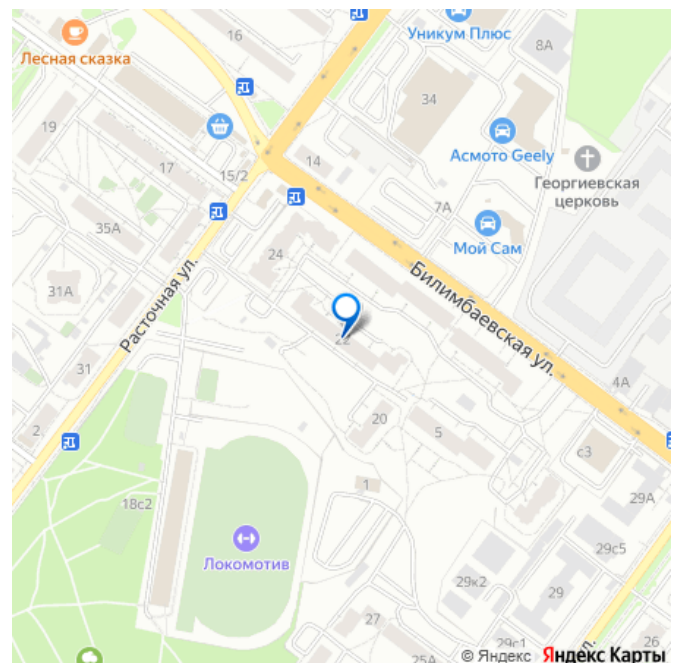 16
Уникум Плюс
8А
Лесная сказка
34
19
Асмото Geely
17
14
15/2
Георгиевская
церковь
7А
35А
24
Мой Сам
31А
Расточная ул.
Билимбаевская ул.
22
31
4А
20
2
5
с3
1
18с2
29А
Локомотив
29с5
29к2
29
27
29с1
ул.
26
25А
© Яндекс Яндекс Карты